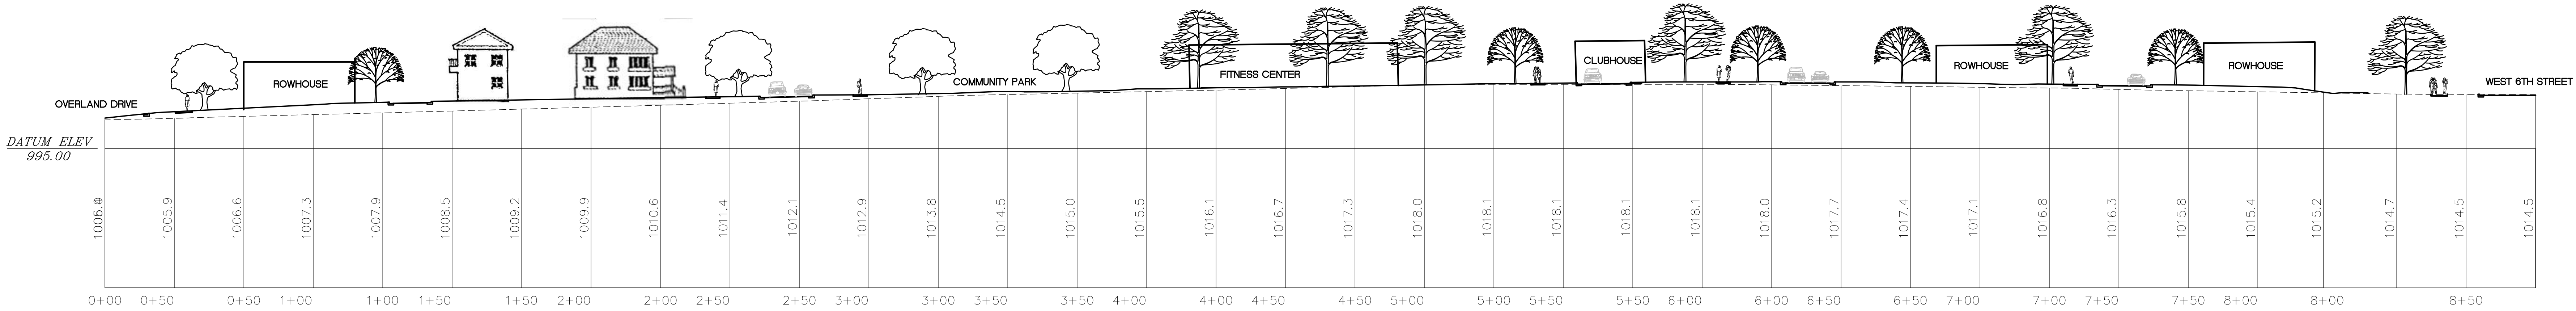 OVERLAND DRIVE
ROWHOUSE
COMMUNITY PARK
FITNESS CENTER
CLUBHOUSE
ROWHOUSE
ROWHOUSE
WEST 6TH STREET
DATUM ELEV
995.00
1005.9 1006.6 1007.3 1007.9 1008.5 1009.2 1009.9 1010.6 1011.4 1012.1 1012.9 1013.8 1014.5 1015.0 1015.5 1016.1 1016.7 1017.3 1018.0 1018.1 1018.1 1018.1 1018.1 1018.0 1017.7 1017.4 1017.1 1016.8 1016.3 1015.8 1015.4 1015.2 1014.7 1014.5 1014.5
0+00 0+50 0+50 1+00 1+00 1+50 1+50 2+00 2+00 2+50 2+50 3+00 3+00 3+50 3+50 4+00 4+00 4+50 4+50 5+00 5+00 5+50 5+50 6+00 6+00 6+50 6+50 7+00 7+00 7+50 7+50 8+00 8+00 8+50